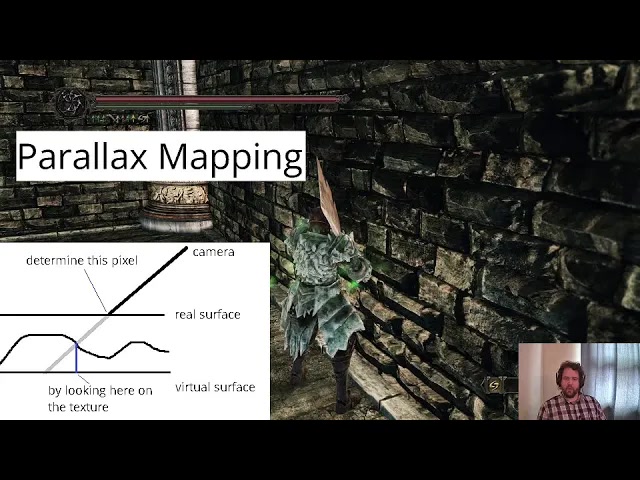 Parallax Mapping
camera
determine this pixel
real surface
virtual surface
by looking here on
the texture